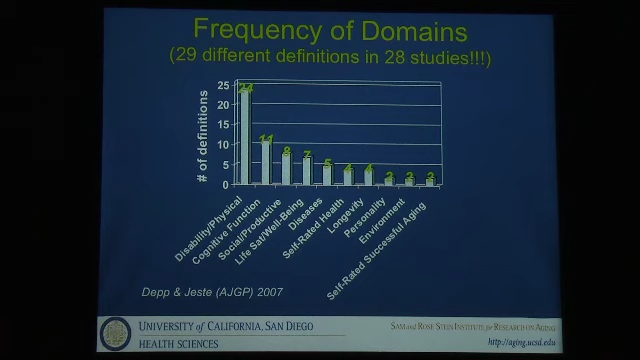 Frequency of Domains
(29 different definitions in 28 studies!!!)
# of definitions
25
20
15
10
5
0
24
11
8
7
5
4
4
2
2
2
Disability/Physical
Cognitive Function
Social/Productive
Life Sat/Well-Being
Diseases
Self-Rated Health
Longevity
Personality
Environment
Self-Rated Successful Aging
Depp & Jeste (AJGP) 2007
UNIVERSITY of CALIFORNIA, SAN DIEGO
HEALTH SCIENCES
SAM and ROSE STEIN INSTITUTE for RESEARCH ON AGING
http://aging.ucsd.edu